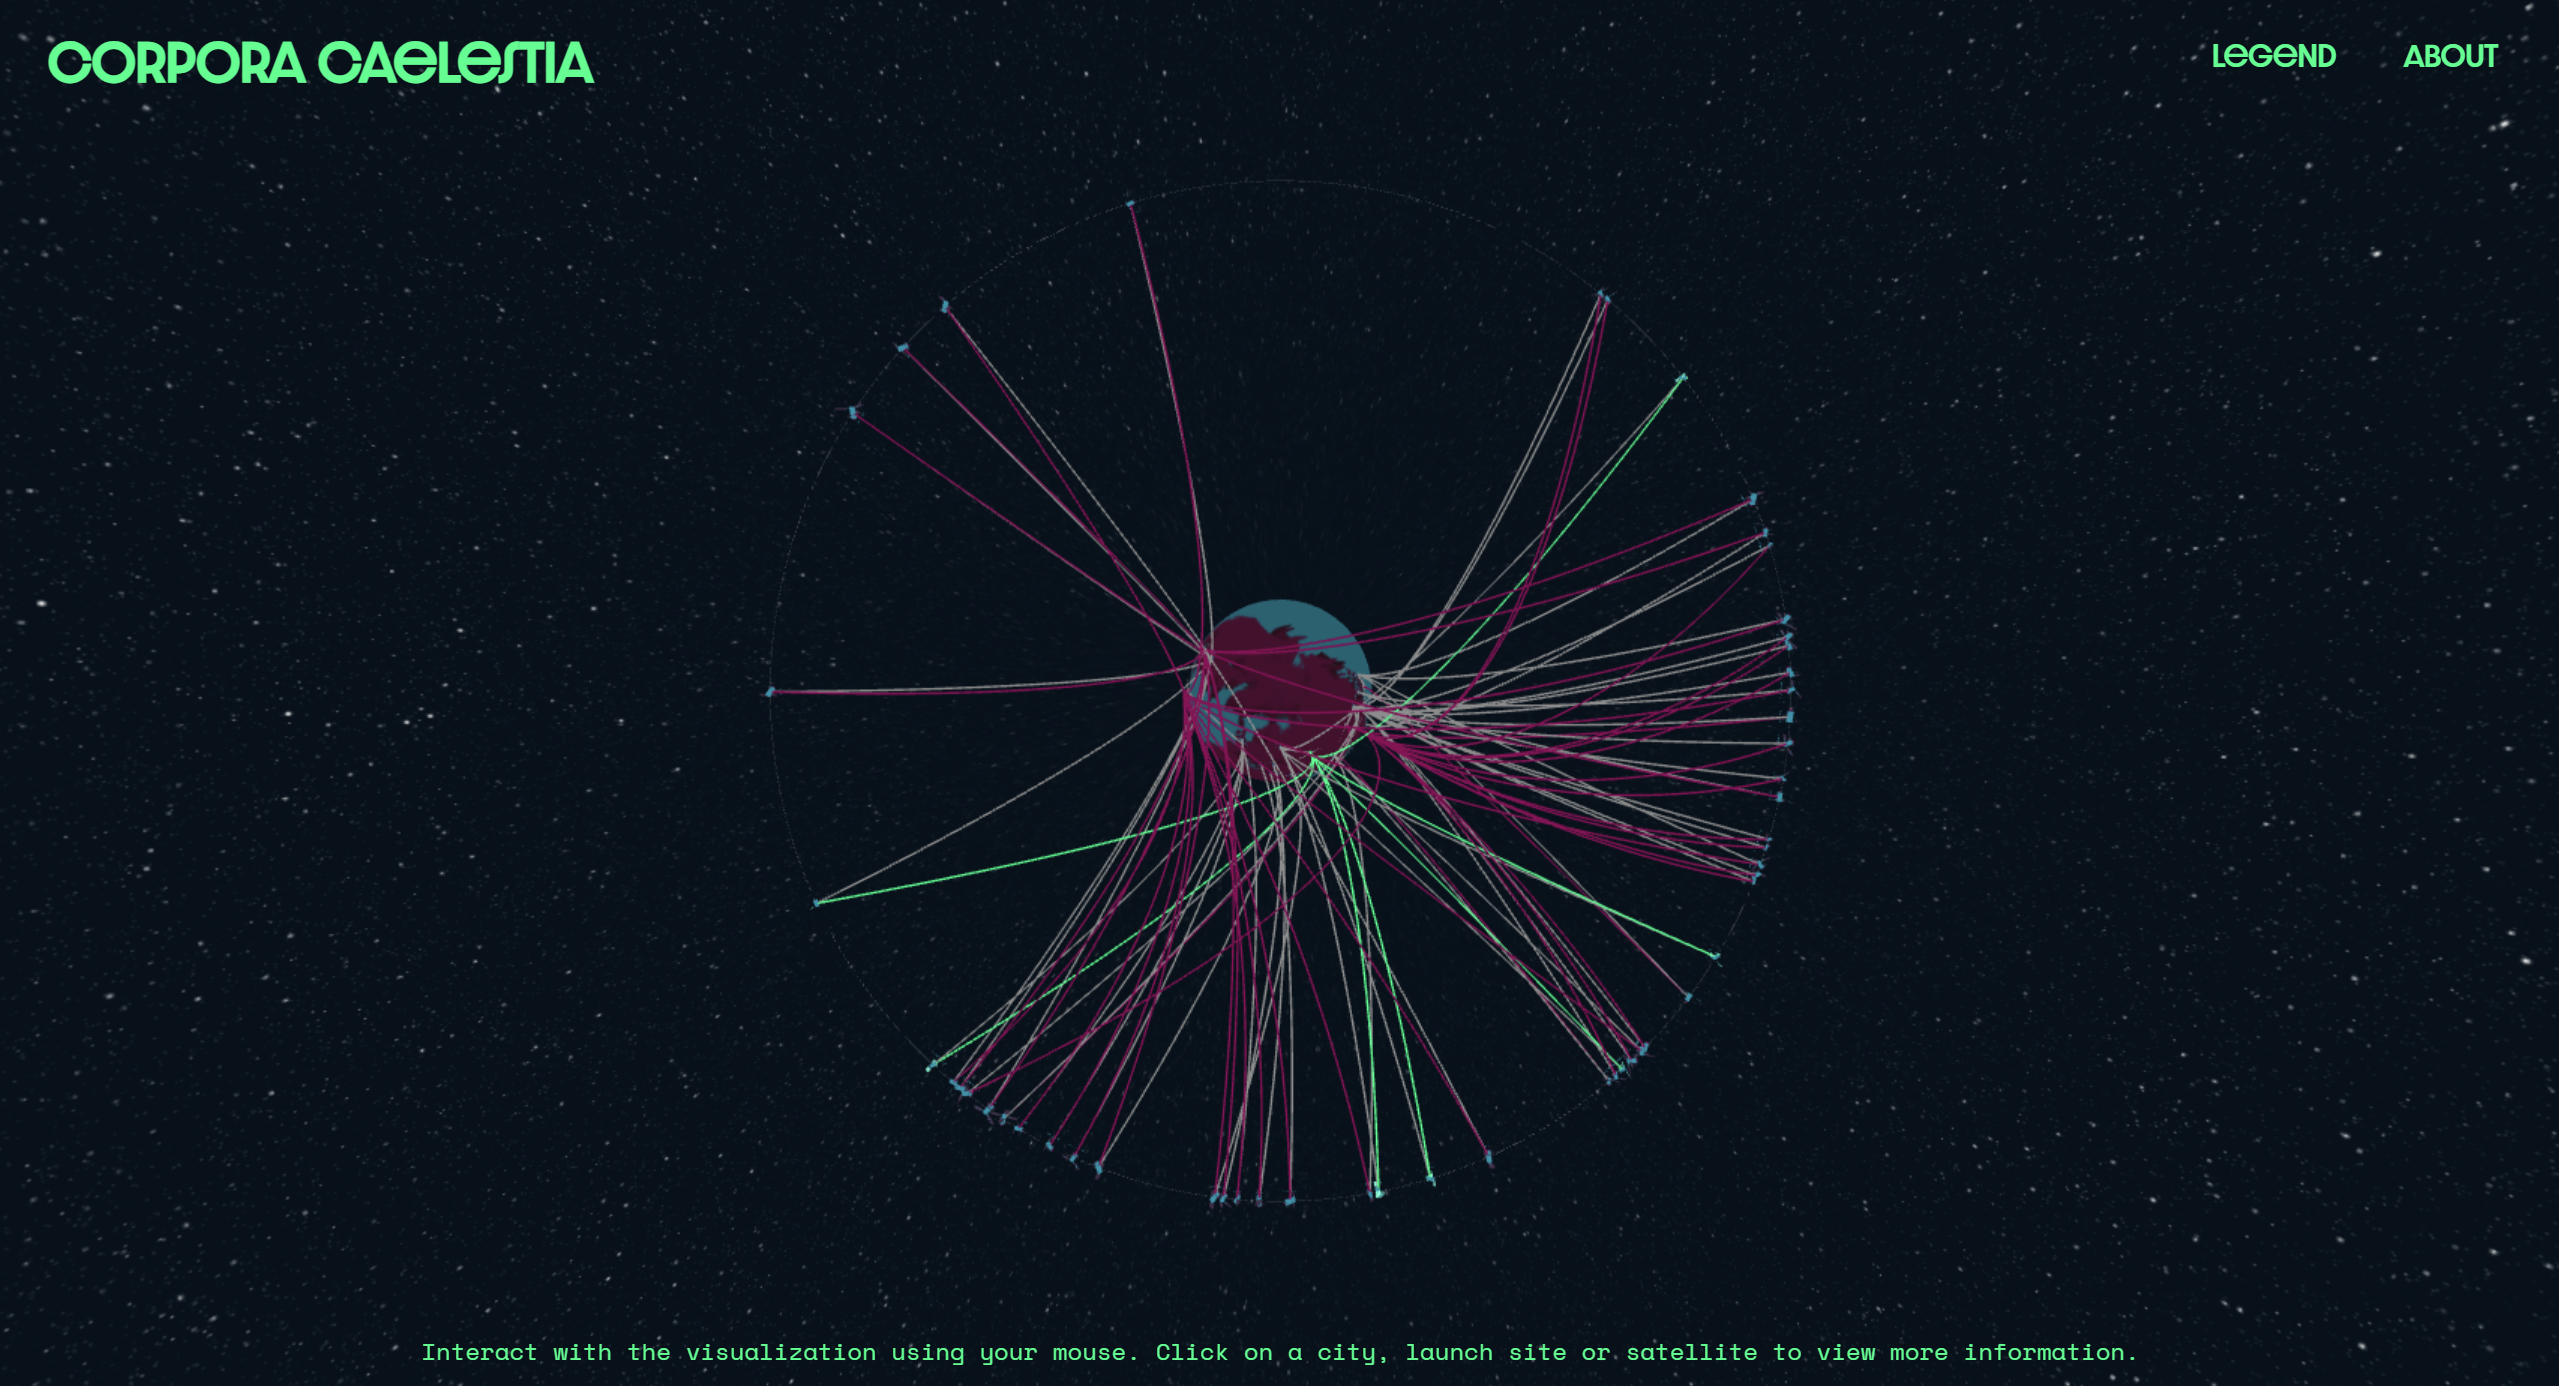 CORPORA CAELESTIA
LEGEND
ABOUT
Interact with the visualization using your mouse. Click on a city, launch site or satellite to view more information.